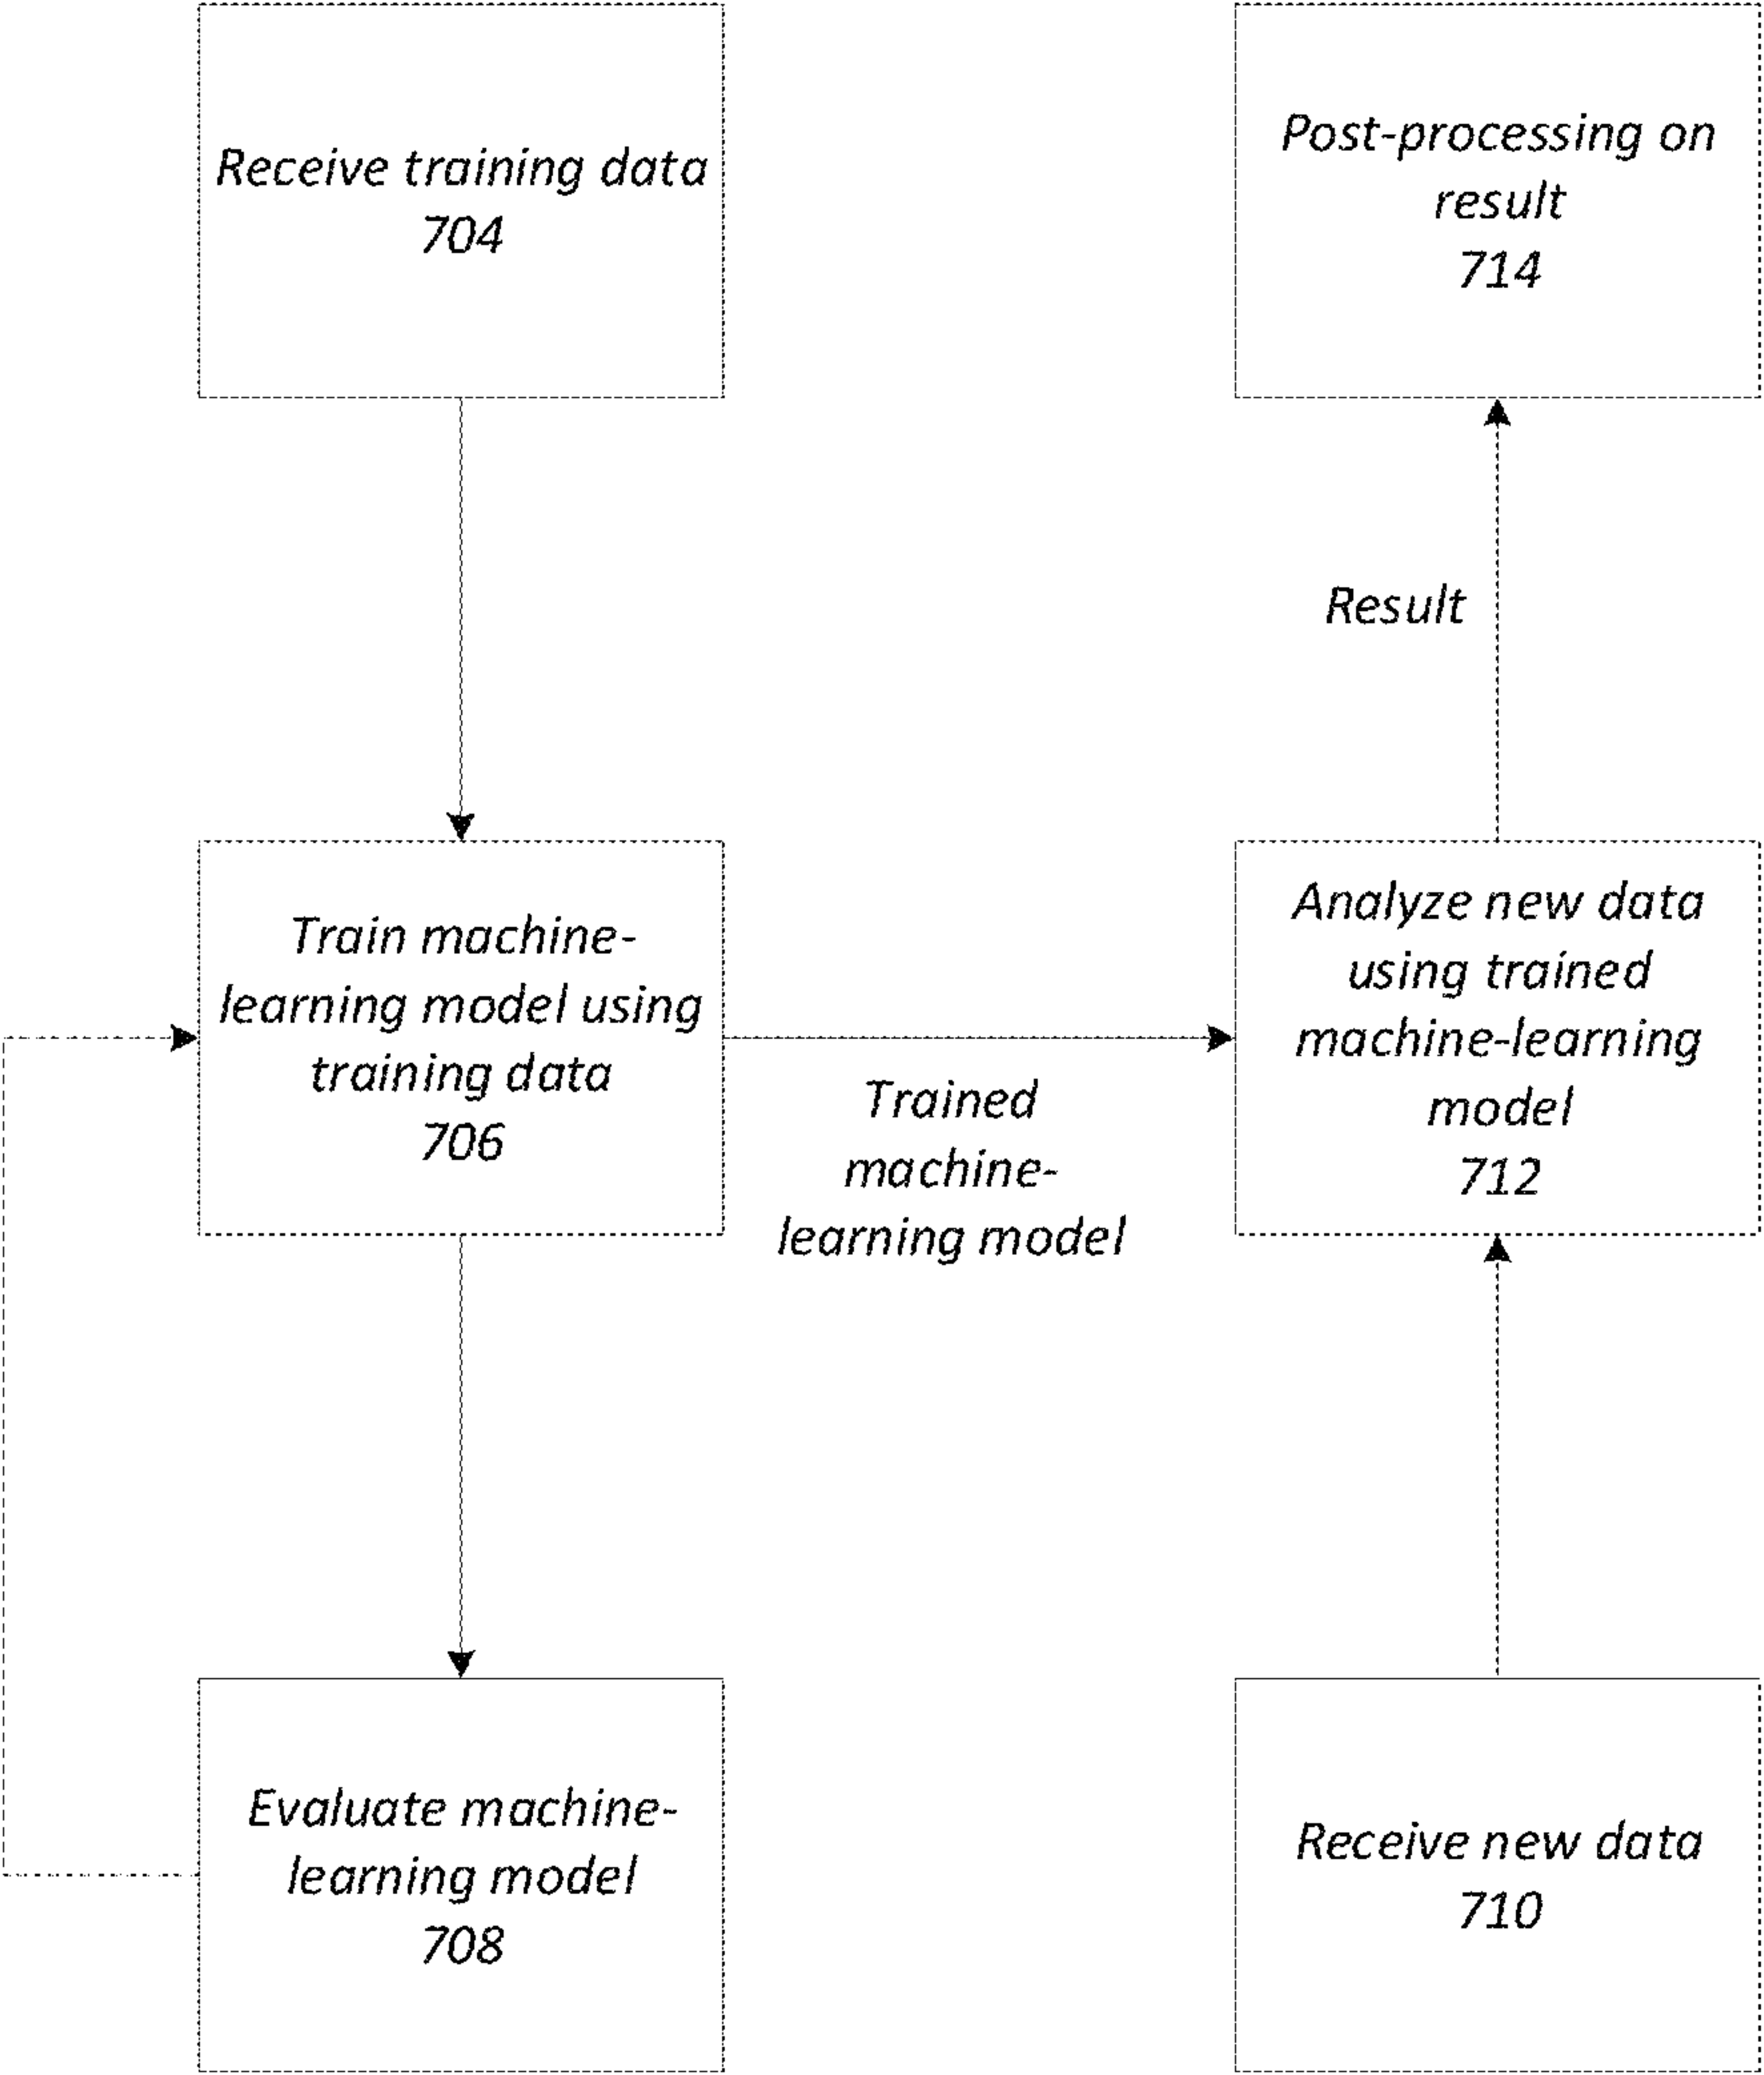 Receive training data
704
Post-processing on
result
714
Result
Train machine-
learning model using
training data
706
Trained
machine-
learning model
Analyze new data
using trained
machine-learning
model
712
Evaluate machine-
learning model
708
Receive new data
710